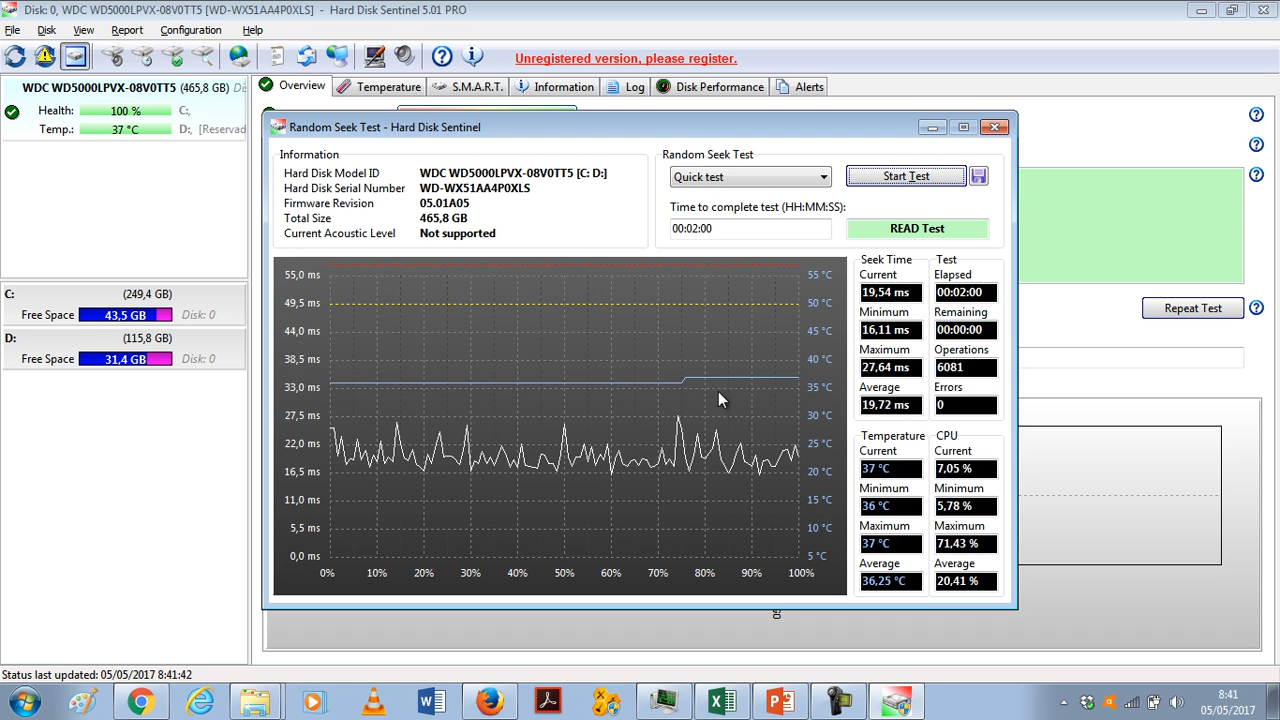 Disk: 0, WDC WD5000LPVX-08V0TT5 [WD-WX51AA4P0XLS] - Hard Disk Sentinel 5.01 PRO
File Disk View Report Configuration Help
Unregistered version, please register.
WDC WD5000LPVX-08V0TT5 (465,8 GB) Di
Health: 100 % C:,
Temp.: 37 °C D:, [Reservad
C: (249,4 GB)
Free Space 43,5 GB Disk: 0
D: (115,8 GB)
Free Space 31,4 GB Disk: 0
Overview Temperature S.M.A.R.T. Information Log Disk Performance Alerts
Random Seek Test - Hard Disk Sentinel
Information
Hard Disk Model ID WDC WD5000LPVX-08V0TT5 [C: D:]
Hard Disk Serial Number WD-WX51AA4P0XLS
Firmware Revision 05.01A05
Total Size 465,8 GB
Current Acoustic Level Not supported
Random Seek Test
Quick test Start Test
Time to complete test (HH:MM:SS):
00:02:00 READ Test
55,0 ms 55 °C
49,5 ms 50 °C
44,0 ms 45 °C
38,5 ms 40 °C
33,0 ms 35 °C
27,5 ms 30 °C
22,0 ms 25 °C
16,5 ms 20 °C
11,0 ms 15 °C
5,5 ms 10 °C
0,0 ms 5 °C
0% 10% 20% 30% 40% 50% 60% 70% 80% 90% 100%
Seek Time Test
Current Elapsed
19,54 ms 00:02:00
Minimum Remaining
16,11 ms 00:00:00
Maximum Operations
27,64 ms 6081
Average Errors
19,72 ms 0
Temperature CPU
Current Current
37 °C 7,05 %
Minimum Minimum
36 °C 5,78 %
Maximum Maximum
37 °C 71,43 %
Average Average
36,25 °C 20,41 %
Repeat Test
Status last updated: 05/05/2017 8:41:42
8:41
05/05/2017